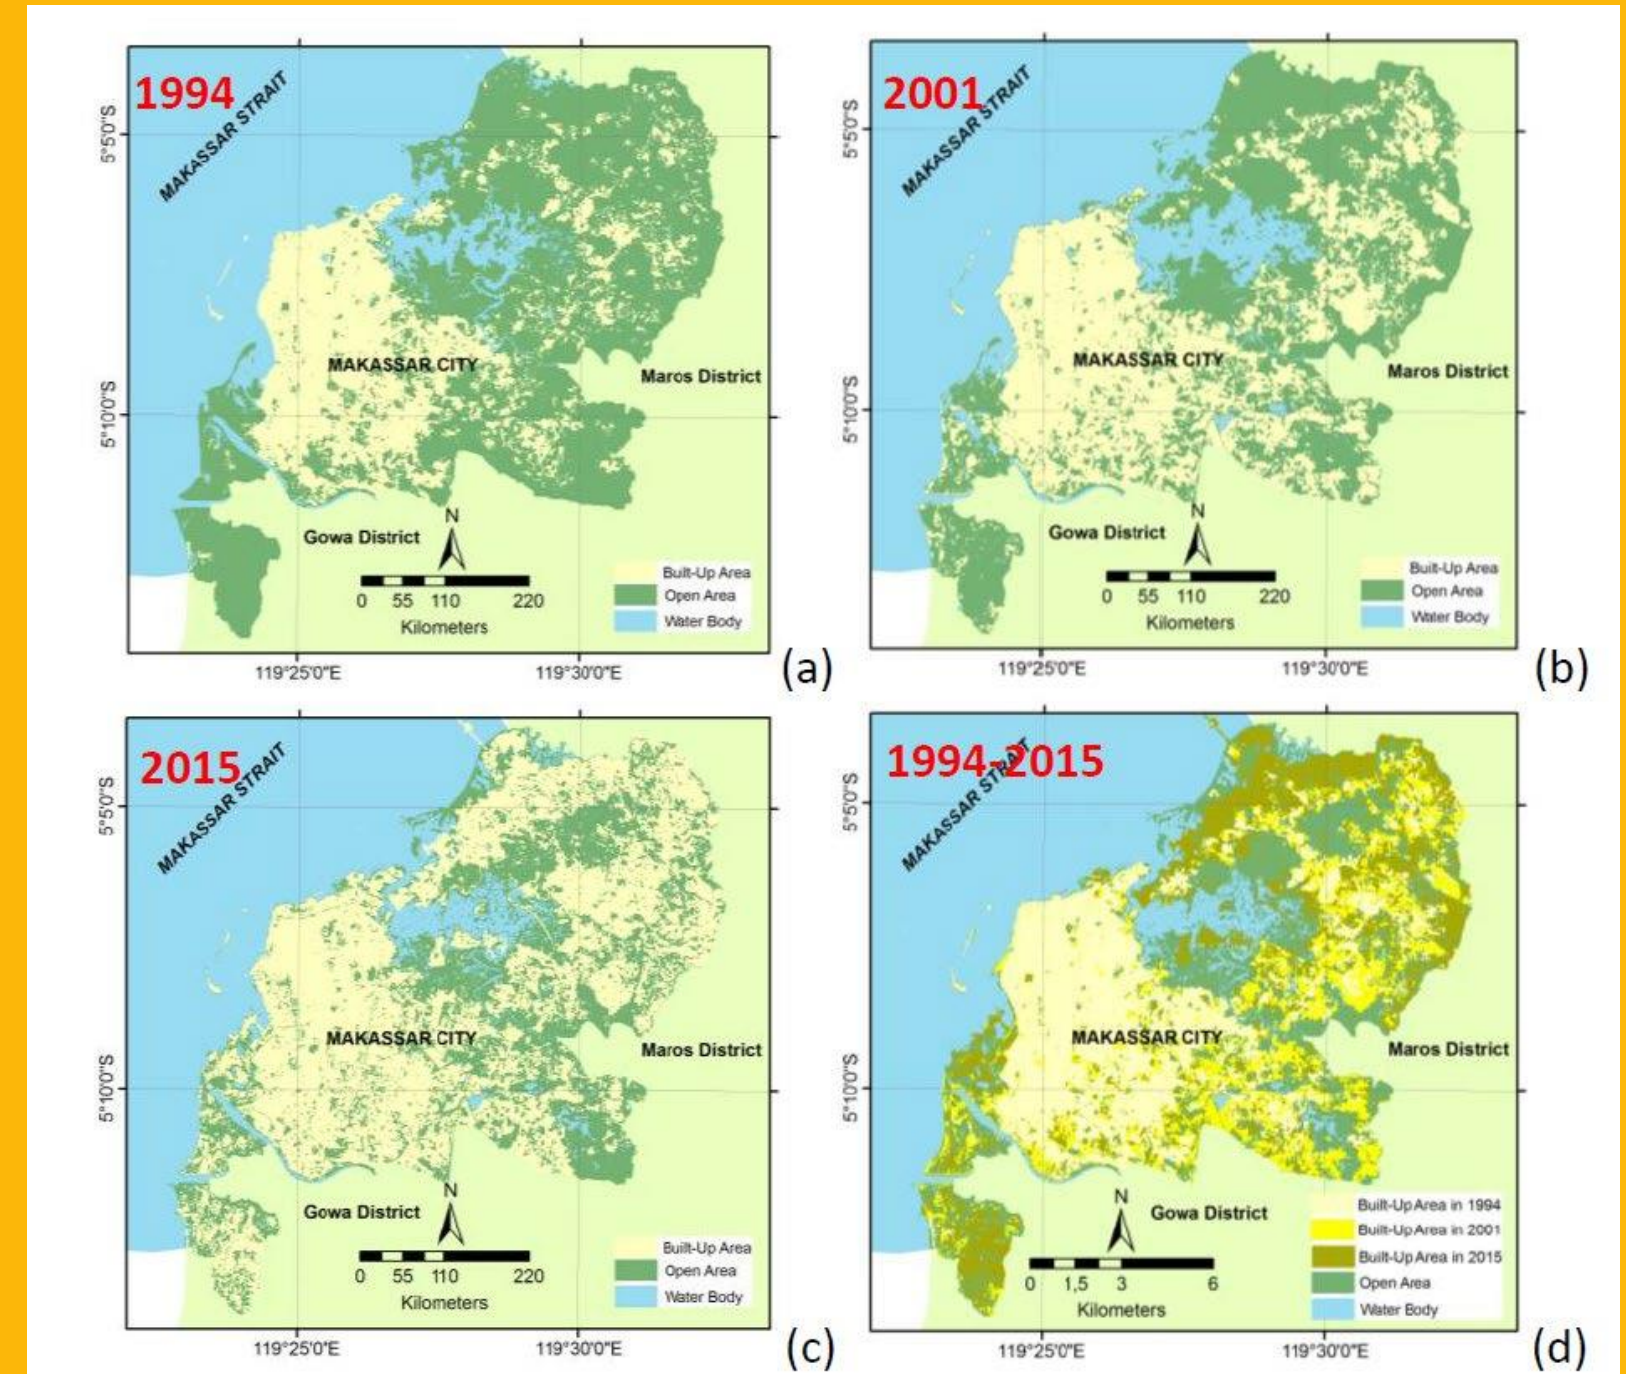 1994
MAKASSAR STRAIT
5°5'0"S
5°10'0"S
MAKASSAR CITY
Maros District
Gowa District
N
0 55 110 220
Kilometers
Built-Up Area
Open Area
Water Body
119°25'0"E 119°30'0"E
(a)
2001
MAKASSAR STRAIT
5°5'0"S
5°10'0"S
MAKASSAR CITY
Maros District
Gowa District
N
0 55 110 220
Kilometers
Built-Up Area
Open Area
Water Body
119°25'0"E 119°30'0"E
(b)
2015
MAKASSAR STRAIT
5°5'0"S
5°10'0"S
MAKASSAR CITY
Maros District
Gowa District
N
0 55 110 220
Kilometers
Built-Up Area
Open Area
Water Body
119°25'0"E 119°30'0"E
(c)
1994-2015
MAKASSAR STRAIT
5°5'0"S
5°10'0"S
MAKASSAR CITY
Maros District
Gowa District
N
0 1,5 3 6
Kilometers
Built-Up Area in 1994
Built-Up Area in 2001
Built-Up Area in 2015
Open Area
Water Body
119°25'0"E 119°30'0"E
(d)